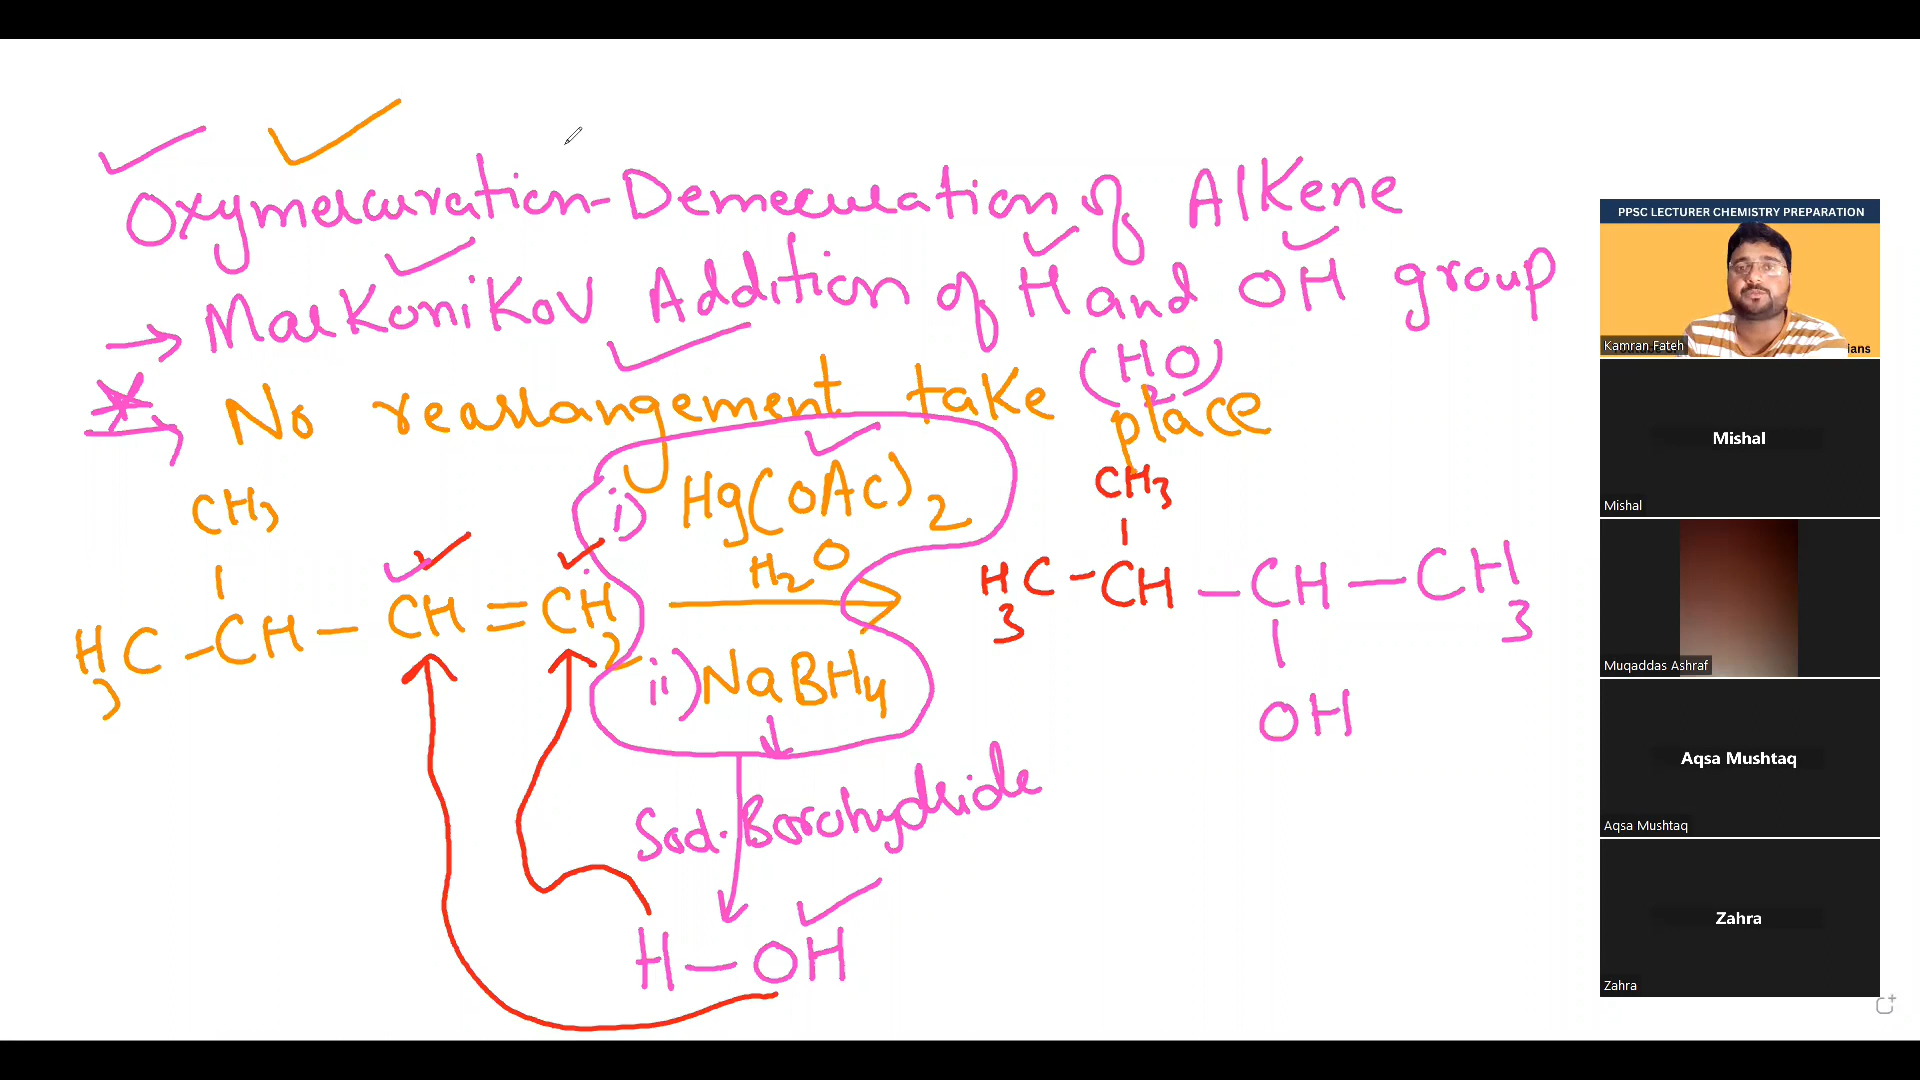 Oxymercuration-Demercuration of Alkene
→ Markonikov Addition of H and OH group
(HO)
No rearrangement take place
CH3
i) Hg(OAc)2
H2O
H3C-CH-CH=CH2
ii) NaBH4
Sod. Borohydride
H-OH
CH3
H3C-CH-CH-CH3
OH
PPSC LECTURER CHEMISTRY PREPARATION
Kamran Fateh
ians
Mishal
Mishal
Muqaddas Ashraf
Aqsa Mushtaq
Aqsa Mushtaq
Zahra
Zahra